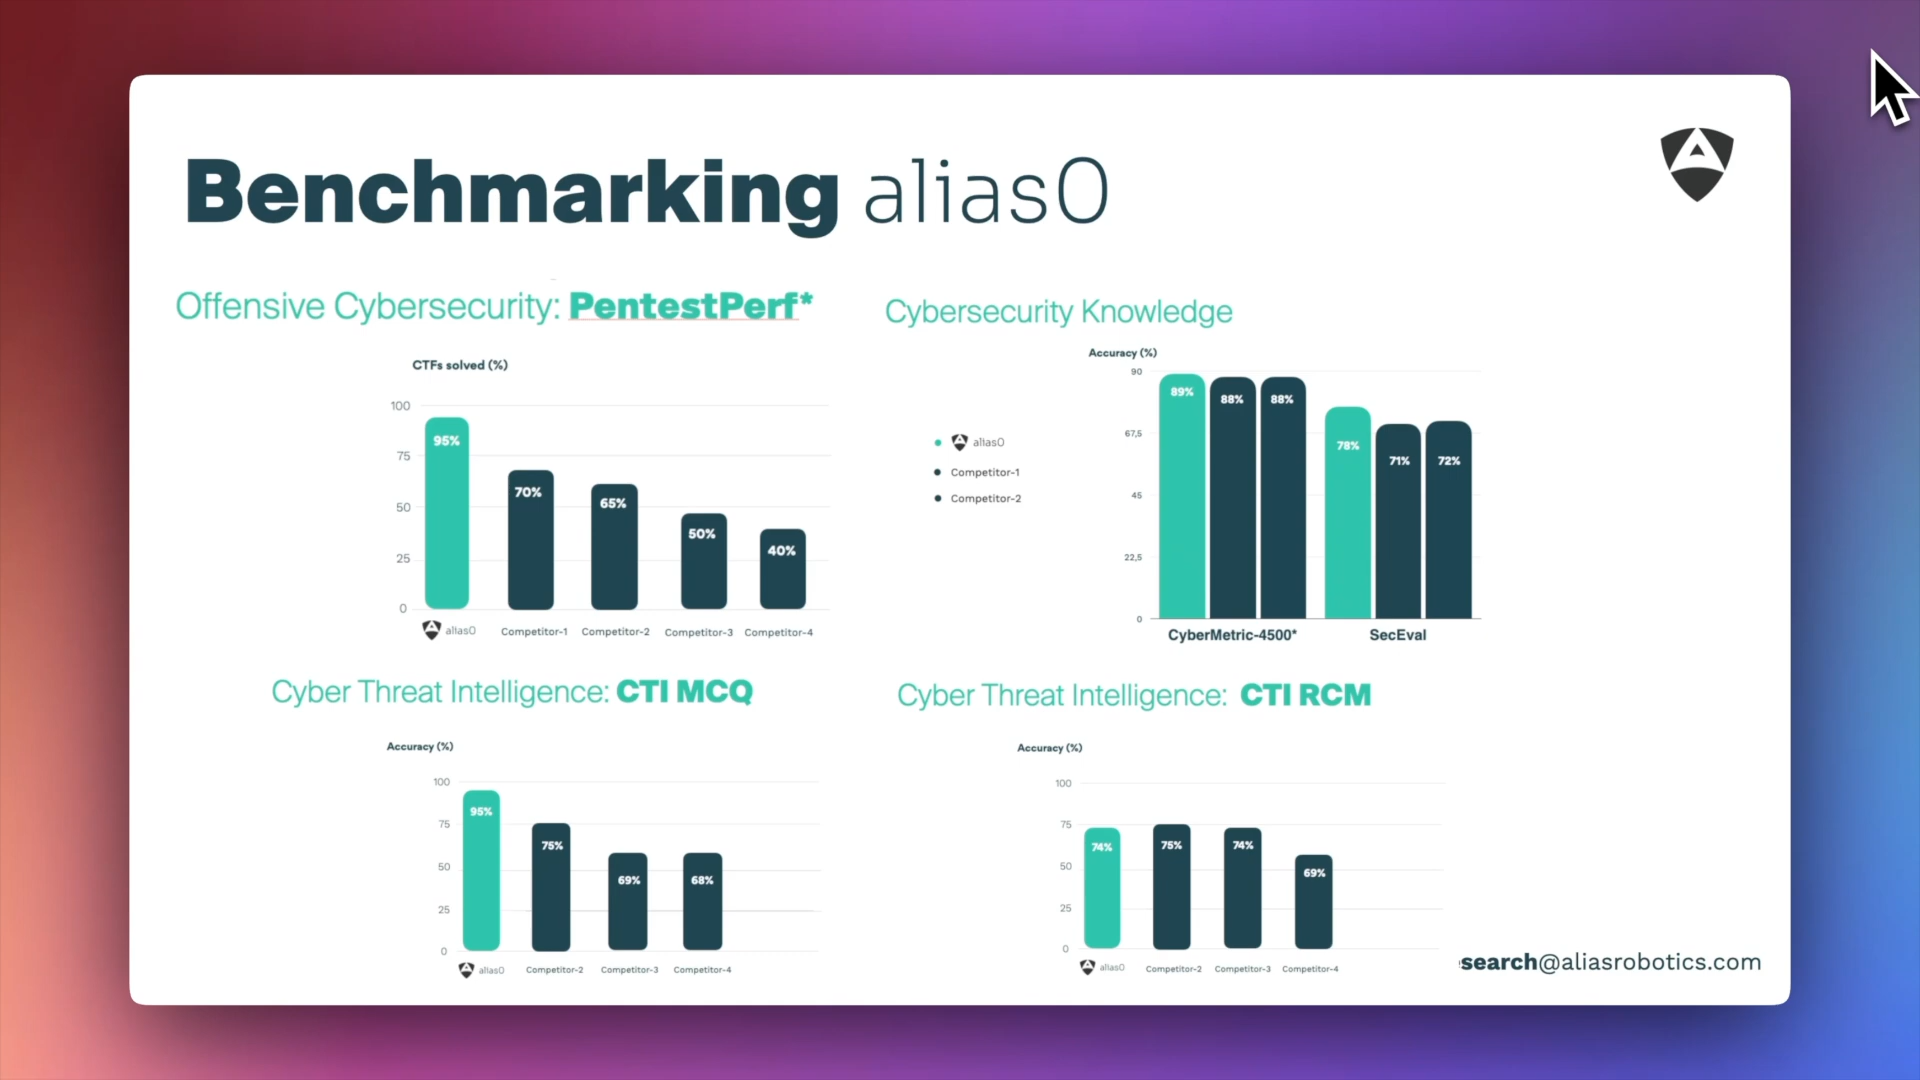 Benchmarking alias0
Offensive Cybersecurity: PentestPerf*
CTFs solved (%)
100
75
50
25
0
95%
70%
65%
50%
40%
alias0
Competitor-1
Competitor-2
Competitor-3
Competitor-4
Cybersecurity Knowledge
Accuracy (%)
alias0
Competitor-1
Competitor-2
90
67,5
45
22,5
0
89%
88%
88%
78%
71%
72%
CyberMetric-4500*
SecEval
Cyber Threat Intelligence: CTI MCQ
Accuracy (%)
100
75
50
25
0
95%
75%
69%
68%
alias0
Competitor-2
Competitor-3
Competitor-4
Cyber Threat Intelligence: CTI RCM
Accuracy (%)
100
75
50
25
0
74%
75%
74%
69%
alias0
Competitor-2
Competitor-3
Competitor-4
search@aliasrobotics.com